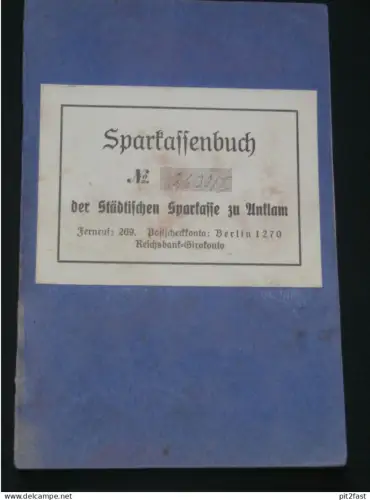 Sparkassenbuch
№
der Städtischen Sparkasse zu Anklam
Fernruf: 269. Postscheckkonto: Berlin 1270
Reichsbank-Girokonto
www.delcampe.net
pit2fast